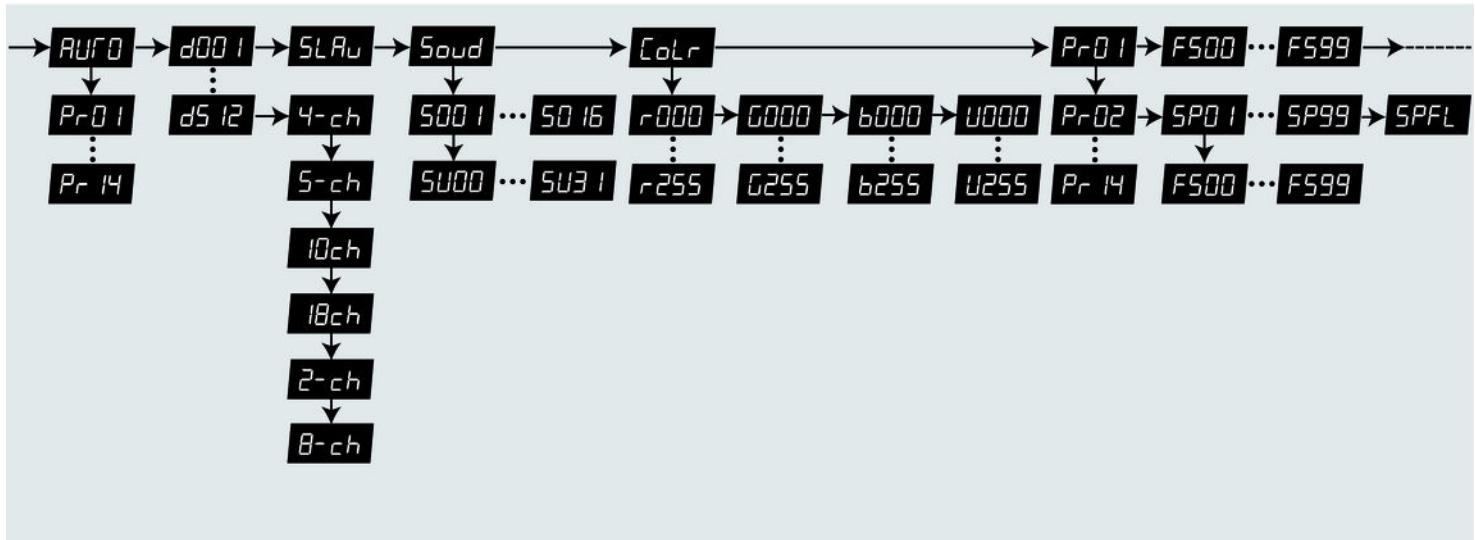 AUTO d001 SLAv Soud CoLr Pr01 FS00 ... FS99 -------
Pr01 dS12 4-ch S001 ... S016 r000 G000 b000 U000 Pr02 SP01 ... SP99 SPFL
Pr14 5-ch SU00 ... SU31 r255 G255 b255 U255 Pr14 FS00 ... FS99
10ch
18ch
2-ch
8-ch